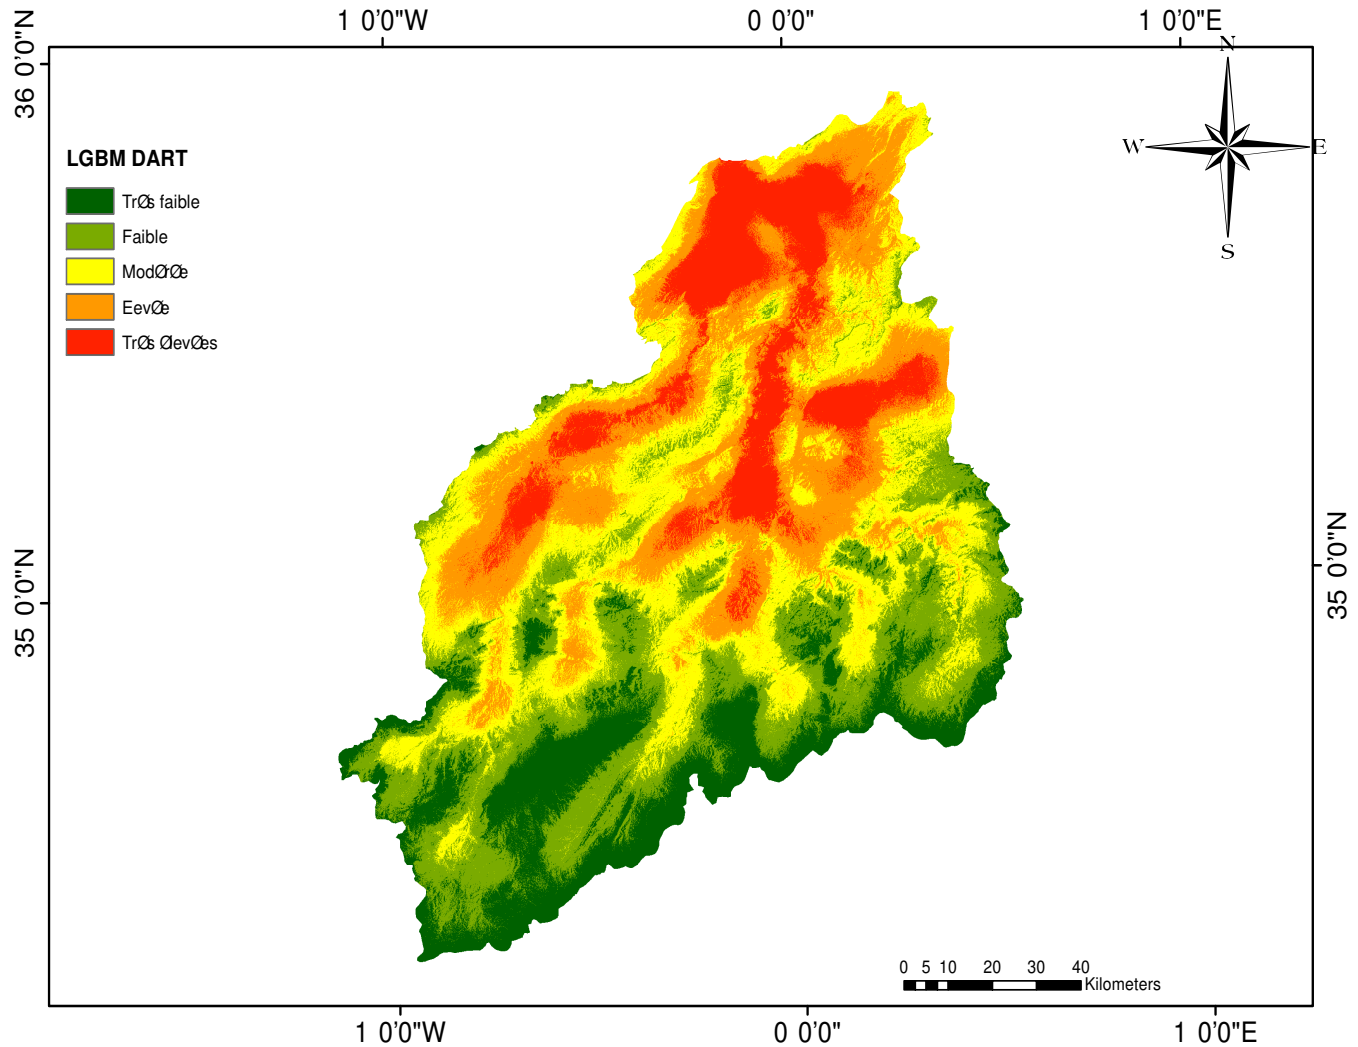 1 0'0"W 0 0'0" 1 0'0"E
36 0'0"N
N
W E
S
LGBM DART
TrØs faible
Faible
ModØrØe
EevØe
TrØs ØlevØes
35 0'0"N
35 0'0"N
0 5 10 20 30 40
Kilometers
1 0'0"W 0 0'0" 1 0'0"E